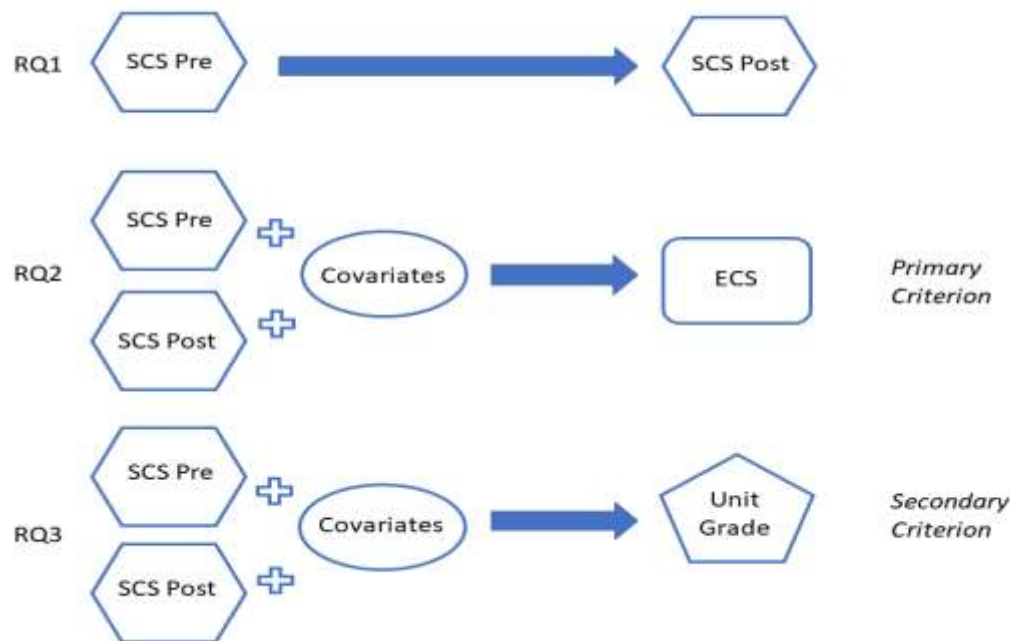 RQ1
SCS Pre
SCS Post
RQ2
SCS Pre
SCS Post
Covariates
ECS
Primary
Criterion
RQ3
SCS Pre
SCS Post
Covariates
Unit
Grade
Secondary
Criterion